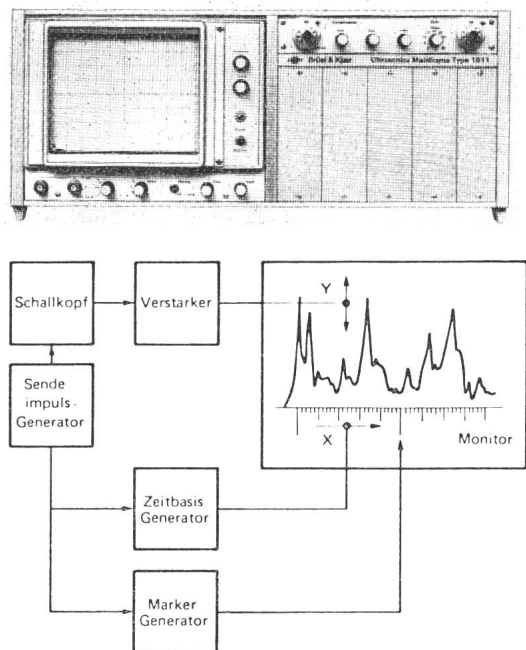 Brüel & Kjær Ultrasonics Mainframe Type 1811
Schallkopf
Verstarker
Y
Sende
impuls-
Generator
X
Monitor
Zeitbasis
Generator
Marker
Generator